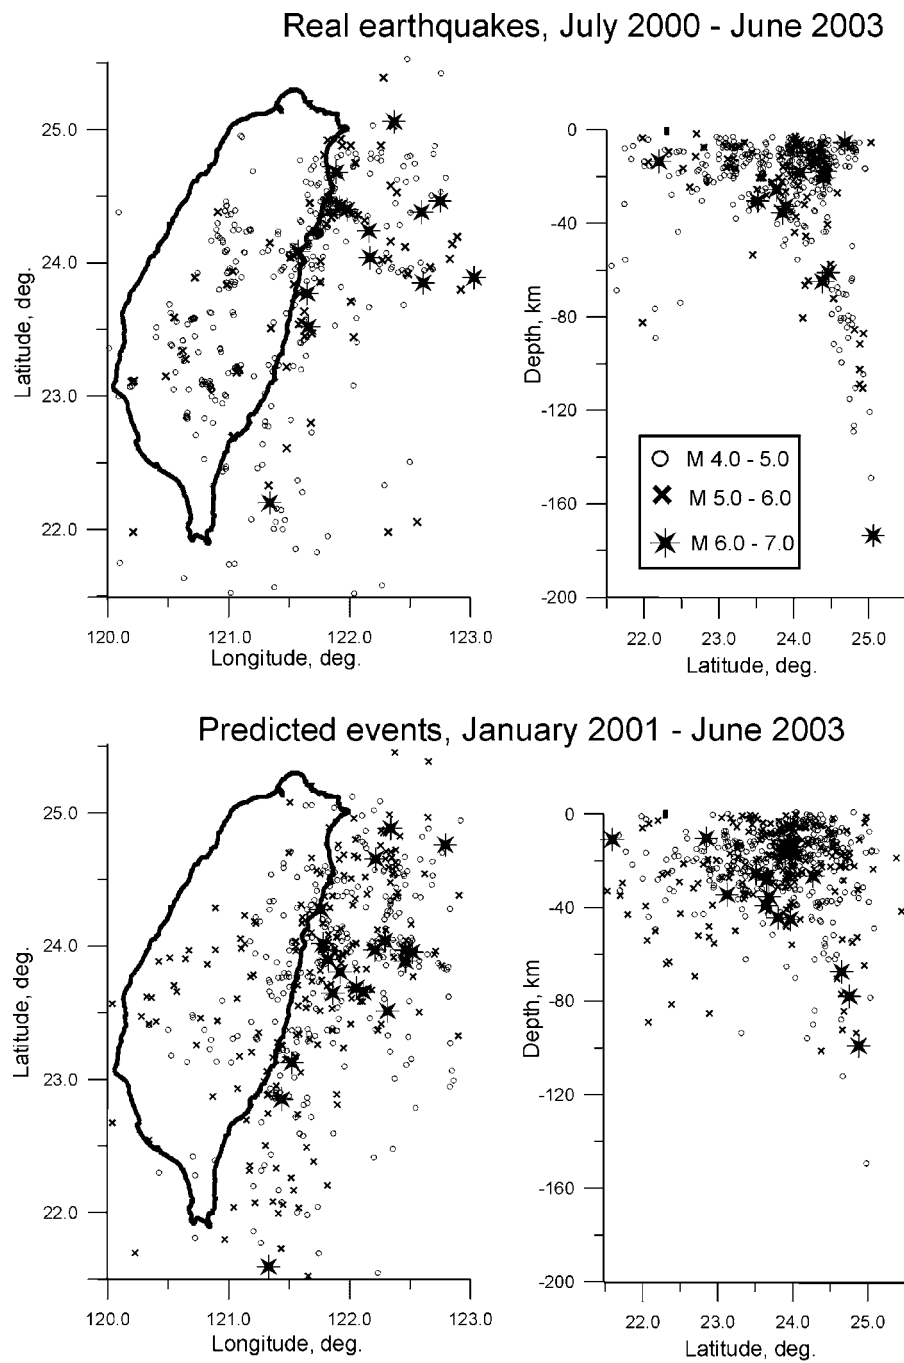 Real earthquakes, July 2000 - June 2003
25.0
24.0
23.0
22.0
Latitude, deg.
120.0 121.0 122.0 123.0
Longitude, deg.
0
-40
-80
-120
-160
-200
Depth, km
M 4.0 - 5.0
M 5.0 - 6.0
M 6.0 - 7.0
22.0 23.0 24.0 25.0
Latitude, deg.
Predicted events, January 2001 - June 2003
25.0
24.0
23.0
22.0
Latitude, deg.
120.0 121.0 122.0 123.0
Longitude, deg.
0
-40
-80
-120
-160
-200
Depth, km
22.0 23.0 24.0 25.0
Latitude, deg.